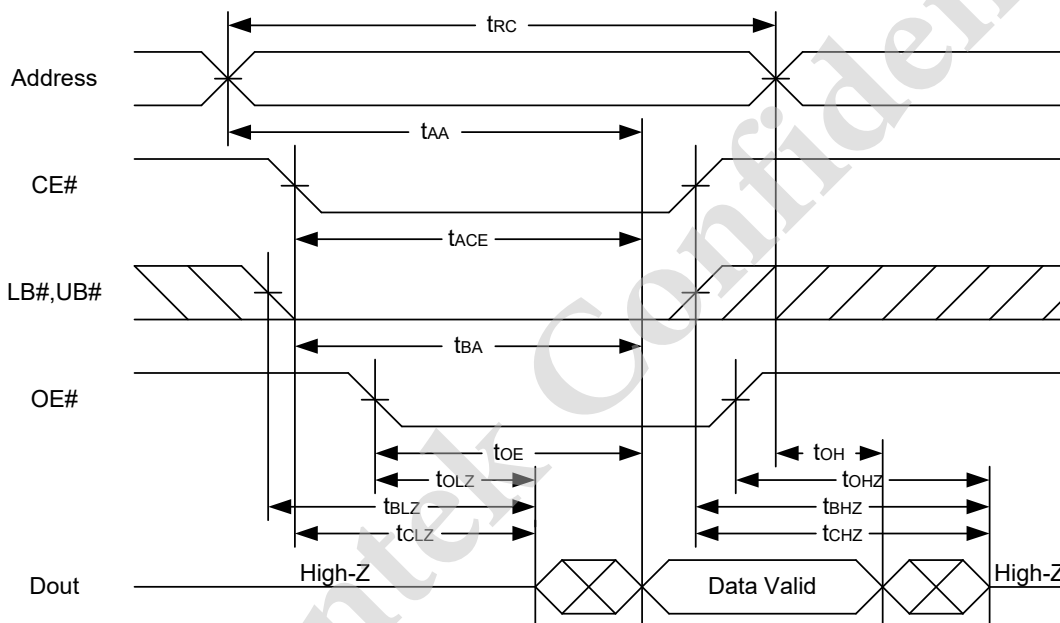 tRC
Address
tAA
CE#
tACE
LB#,UB#
tBA
OE#
tOE
tOH
tOLZ
tOHZ
tBLZ
tBHZ
tCLZ
tCHZ
Dout
High-Z
Data Valid
High-Z